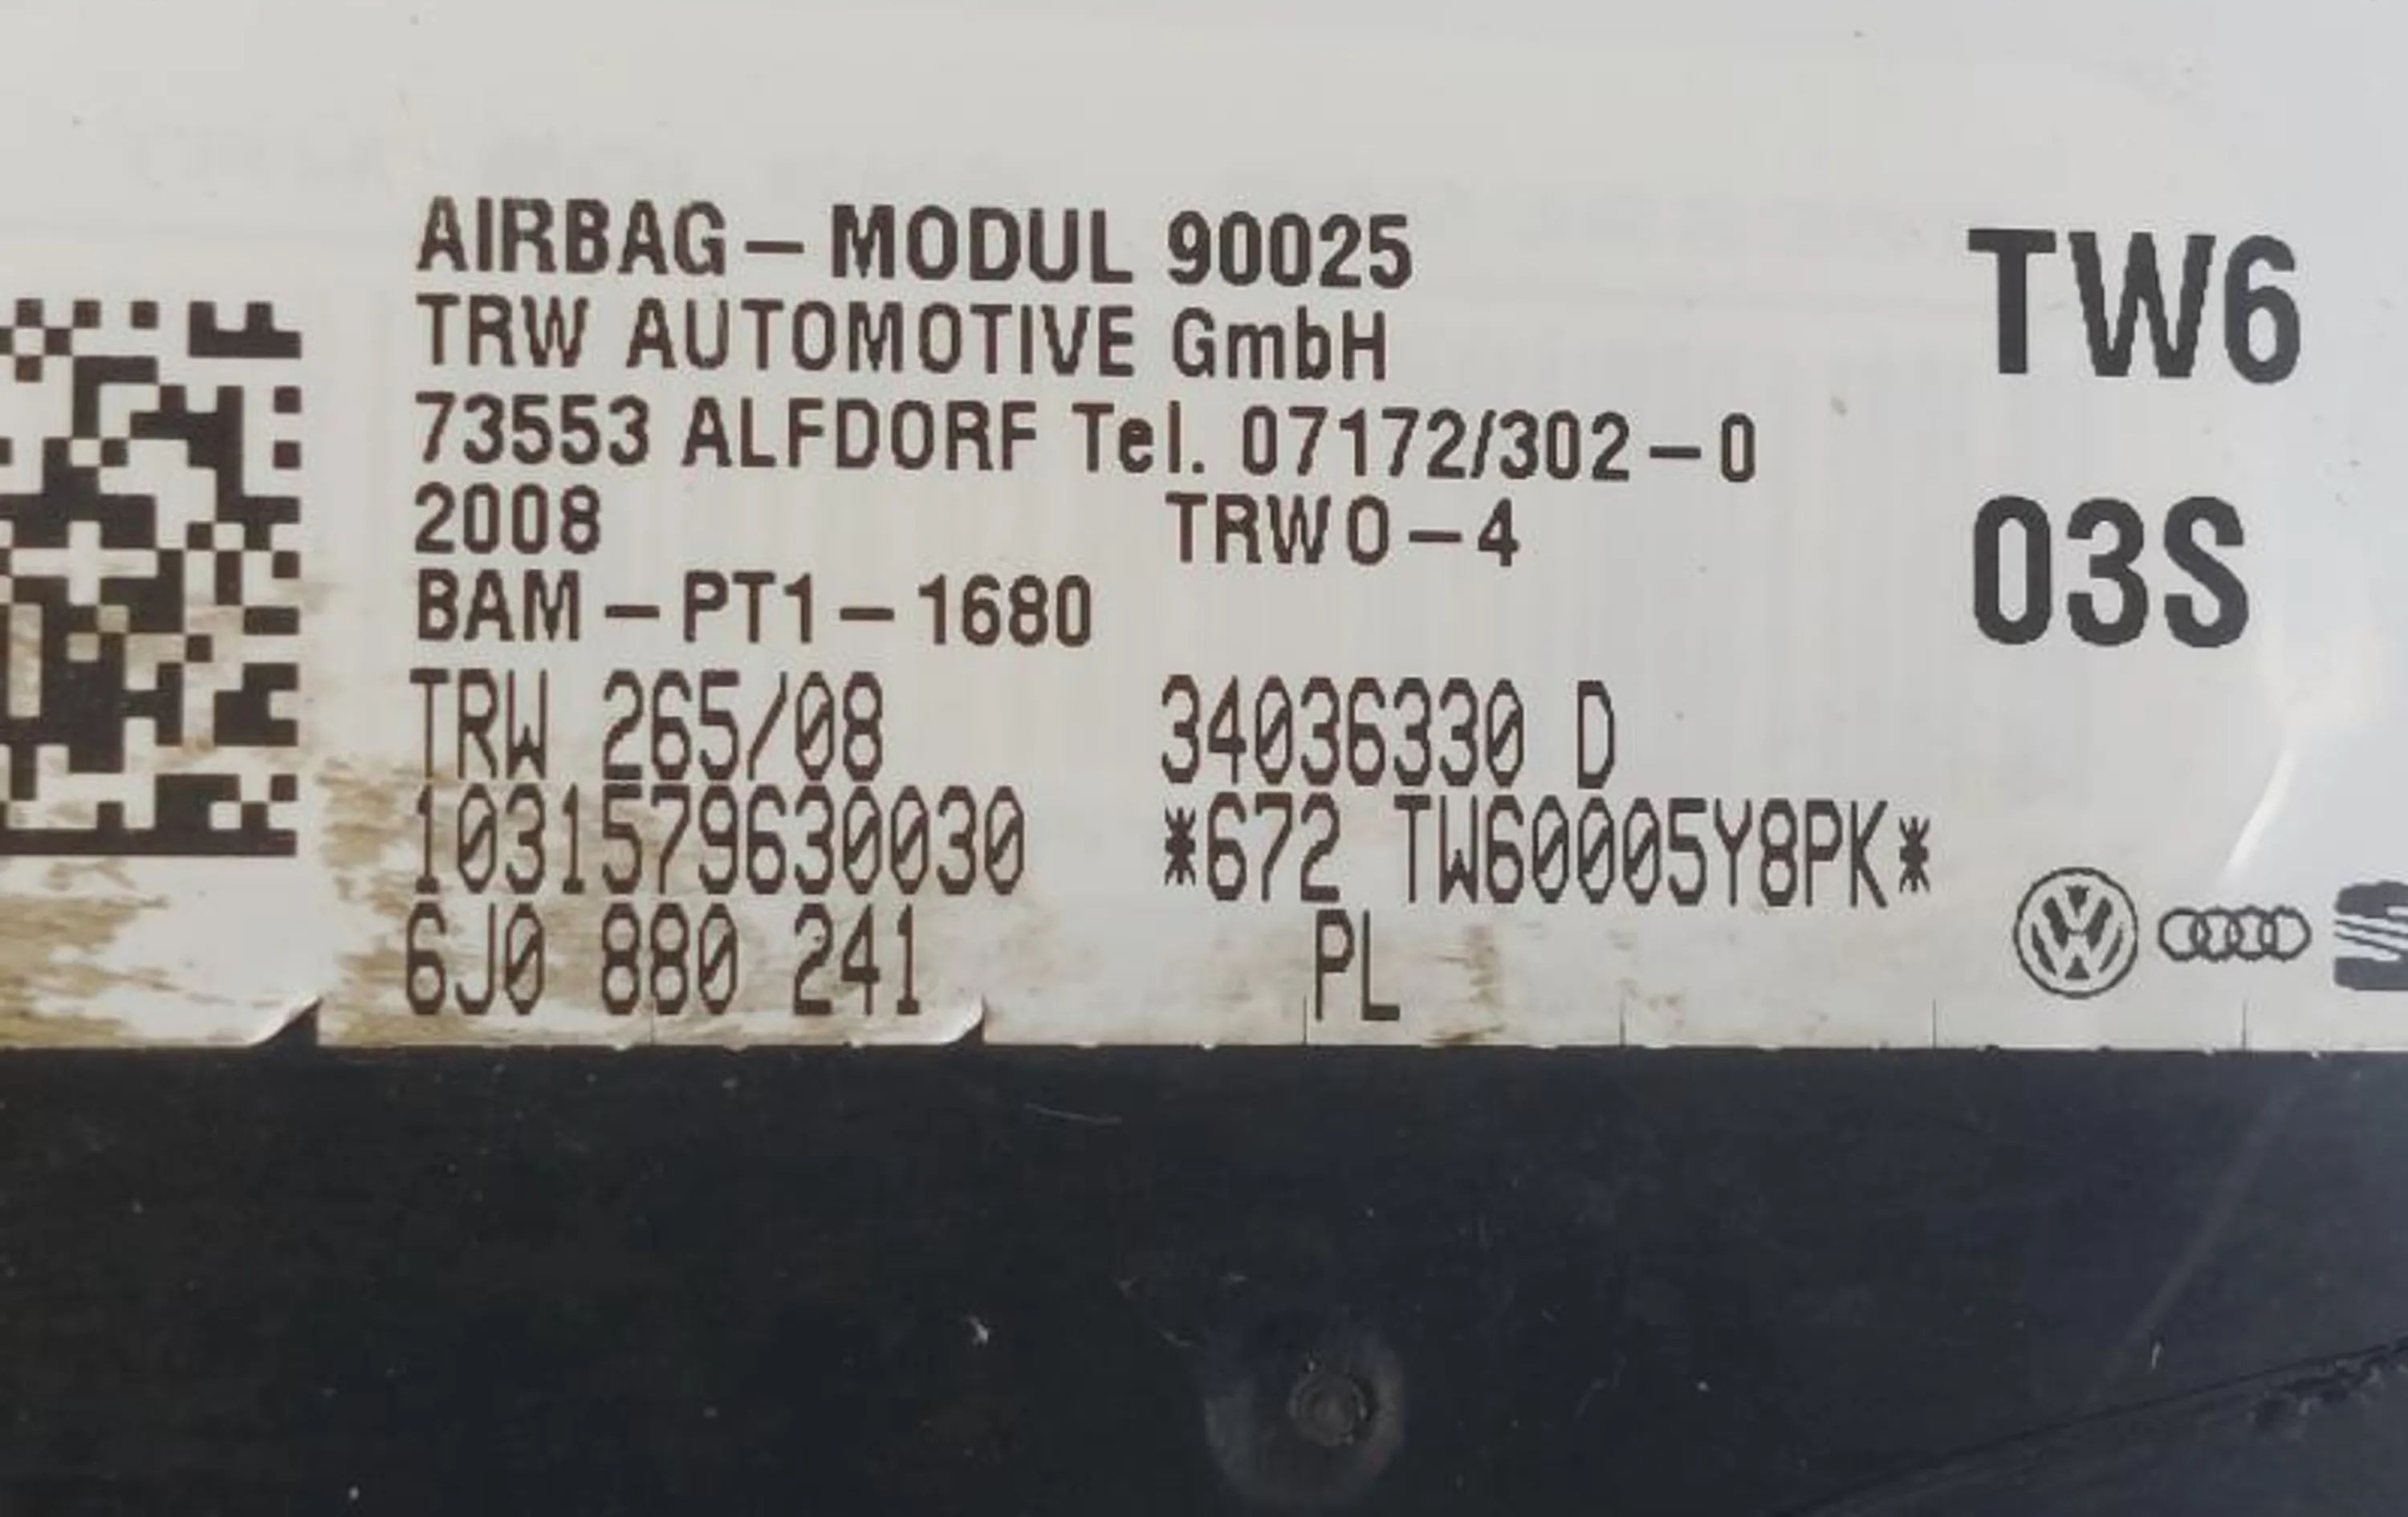 AIRBAG – MODUL 90025
TRW AUTOMOTIVE GmbH
73553 ALFDORF Tel. 07172/302 – 0
2008 TRWO – 4
BAM – PT1 – 1680
TRW 265/08 34036330 D
1031579630030 *672 TW60005Y8PK*
6J0 880 241 PL
TW6
03S